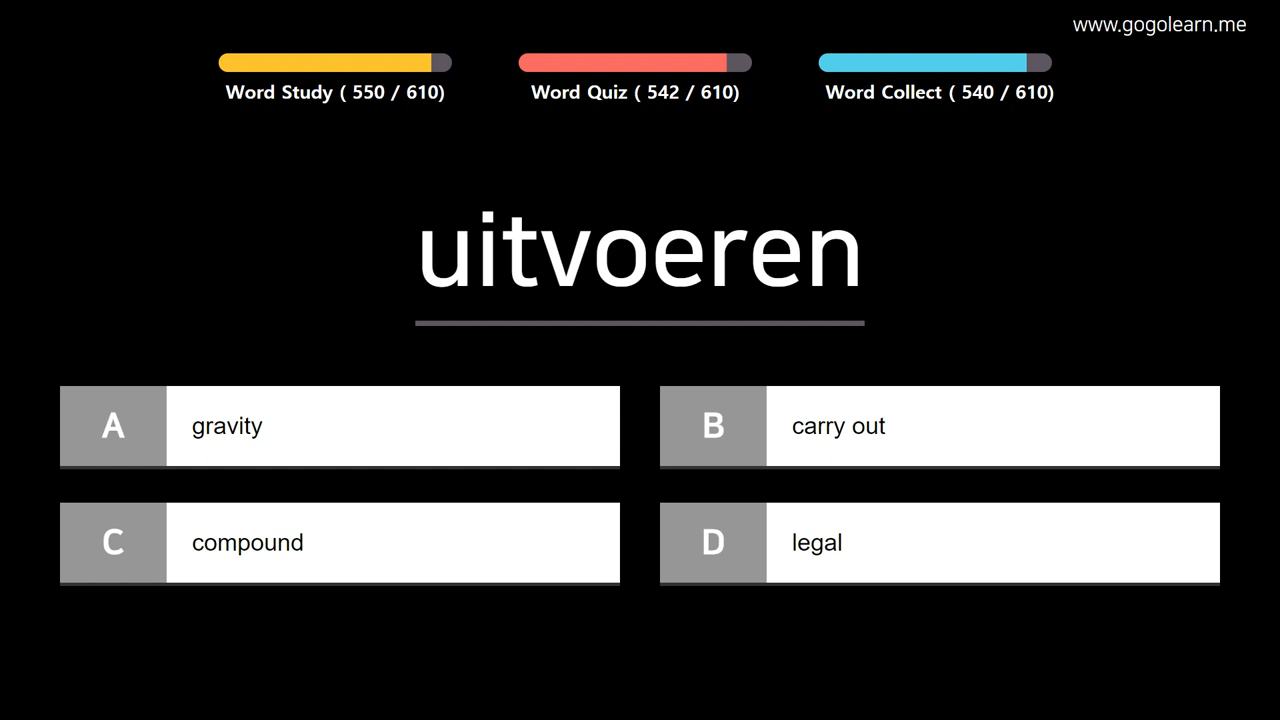 www.gogolearn.me
Word Study ( 550 / 610)
Word Quiz ( 542 / 610)
Word Collect ( 540 / 610)
uitvoeren
A gravity
B carry out
C compound
D legal